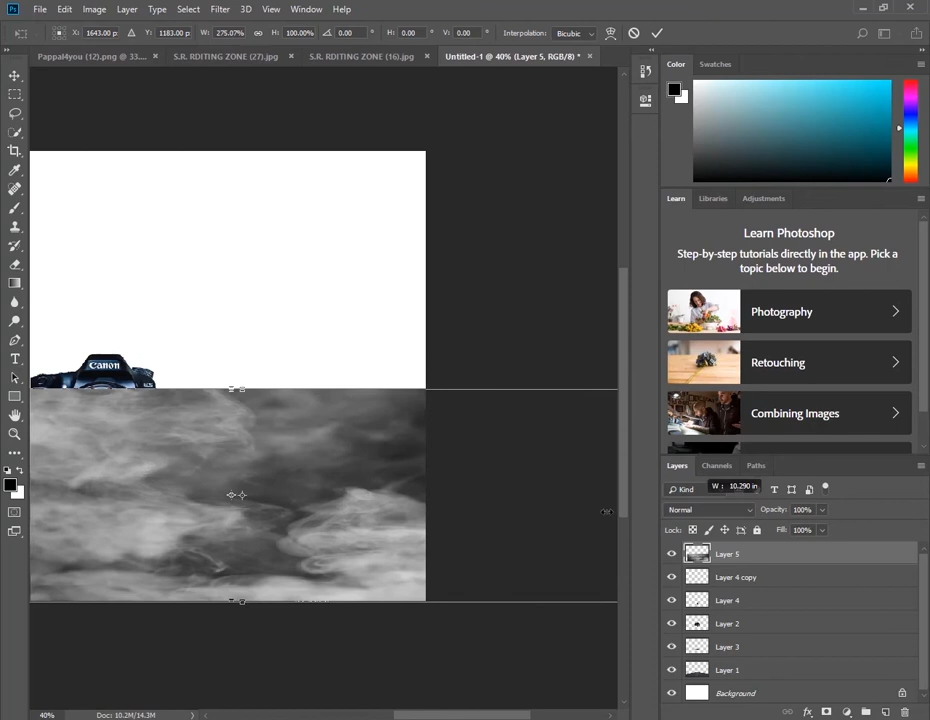 Ps File Edit Image Layer Type Select Filter 3D View Window Help
X: 1643.00 p: Y: 1183.00 p: W: 275.07% H: 100.00% 0.00 ° H: 0.00 ° V: 0.00 ° Interpolation: Bicubic
Pappai4you (12).png @ 33.... × S.R. RDITING ZONE (27).jpg × S.R. RDITING ZONE (16).jpg × Untitled-1 @ 40% (Layer 5, RGB/8) * ×
Color Swatches
Learn Libraries Adjustments
Learn Photoshop
Step-by-step tutorials directly in the app. Pick a
topic below to begin.
Photography
Retouching
Combining Images
Canon
Layers Channels Paths
Kind W : 10.290 in T
Normal Opacity: 100%
Lock: Fill: 100%
Layer 5
Layer 4 copy
Layer 4
Layer 2
Layer 3
Layer 1
Background
40% Doc: 10.2M/14.3M
fx